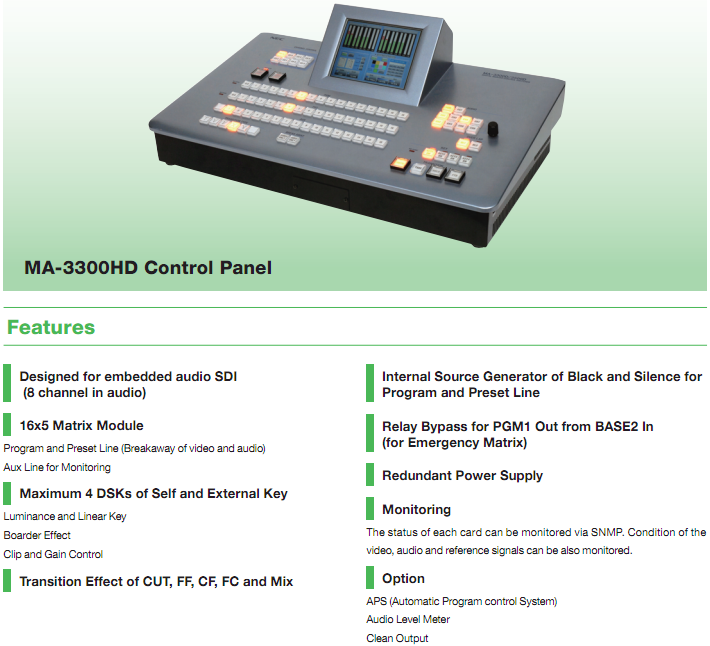 MA-3300HD Control Panel
Features
Designed for embedded audio SDI
(8 channel in audio)
16x5 Matrix Module
Program and Preset Line (Breakaway of video and audio)
Aux Line for Monitoring
Maximum 4 DSKs of Self and External Key
Luminance and Linear Key
Boarder Effect
Clip and Gain Control
Transition Effect of CUT, FF, CF, FC and Mix
Internal Source Generator of Black and Silence for
Program and Preset Line
Relay Bypass for PGM1 Out from BASE2 In
(for Emergency Matrix)
Redundant Power Supply
Monitoring
The status of each card can be monitored via SNMP. Condition of the
video, audio and reference signals can be also monitored.
Option
APS (Automatic Program control System)
Audio Level Meter
Clean Output